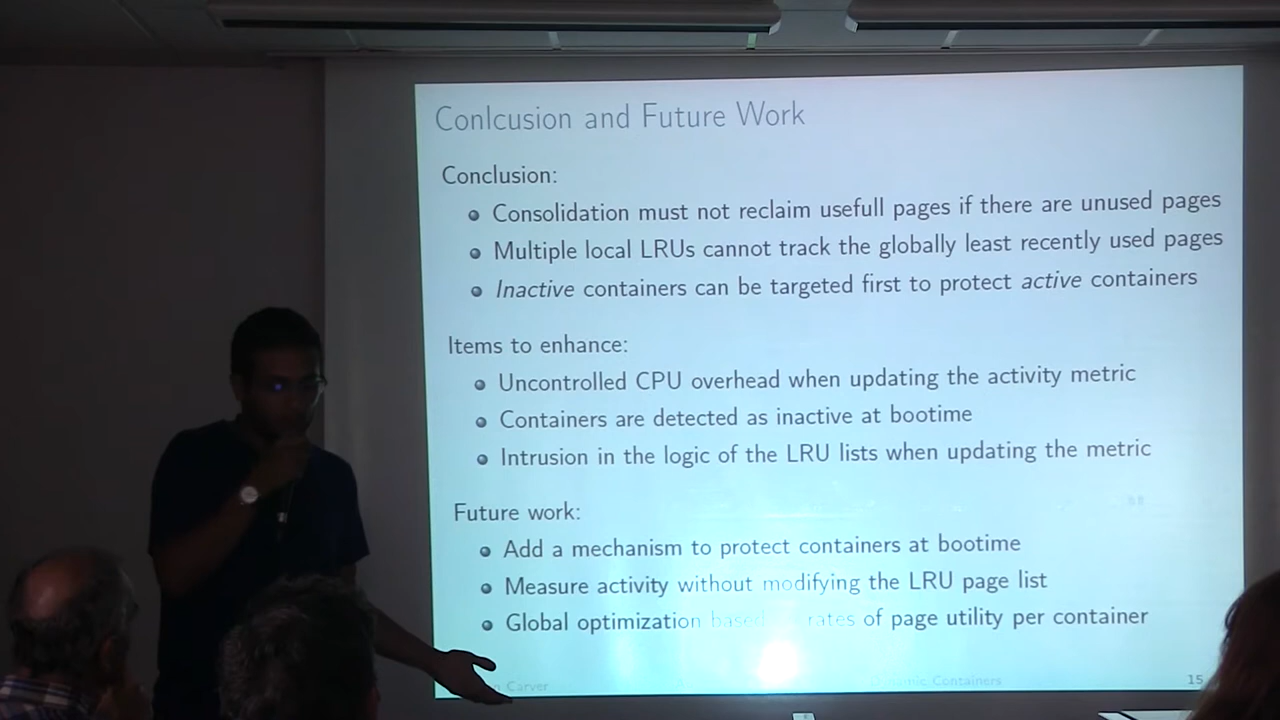 Conlcusion and Future Work
Conclusion:
Consolidation must not reclaim usefull pages if there are unused pages
Multiple local LRUs cannot track the globally least recently used pages
Inactive containers can be targeted first to protect active containers
Items to enhance:
Uncontrolled CPU overhead when updating the activity metric
Containers are detected as inactive at bootime
Intrusion in the logic of the LRU lists when updating the metric
Future work:
Add a mechanism to protect containers at bootime
Measure activity without modifying the LRU page list
Global optimization based rates of page utility per container
Carver Dynamic Containers 15